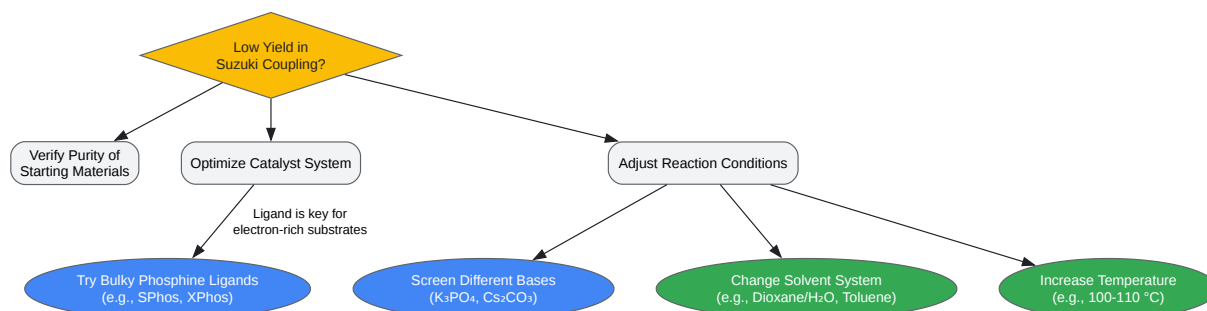 Low Yield in
Suzuki Coupling?
Verify Purity of
Starting Materials
Optimize Catalyst System
Adjust Reaction Conditions
Ligand is key for
electron-rich substrates
Try Bulky Phosphine Ligands
(e.g., SPhos, XPhos)
Screen Different Bases
(K₃PO₄, Cs₂CO₃)
Change Solvent System
(e.g., Dioxane/H₂O, Toluene)
Increase Temperature
(e.g., 100-110 °C)